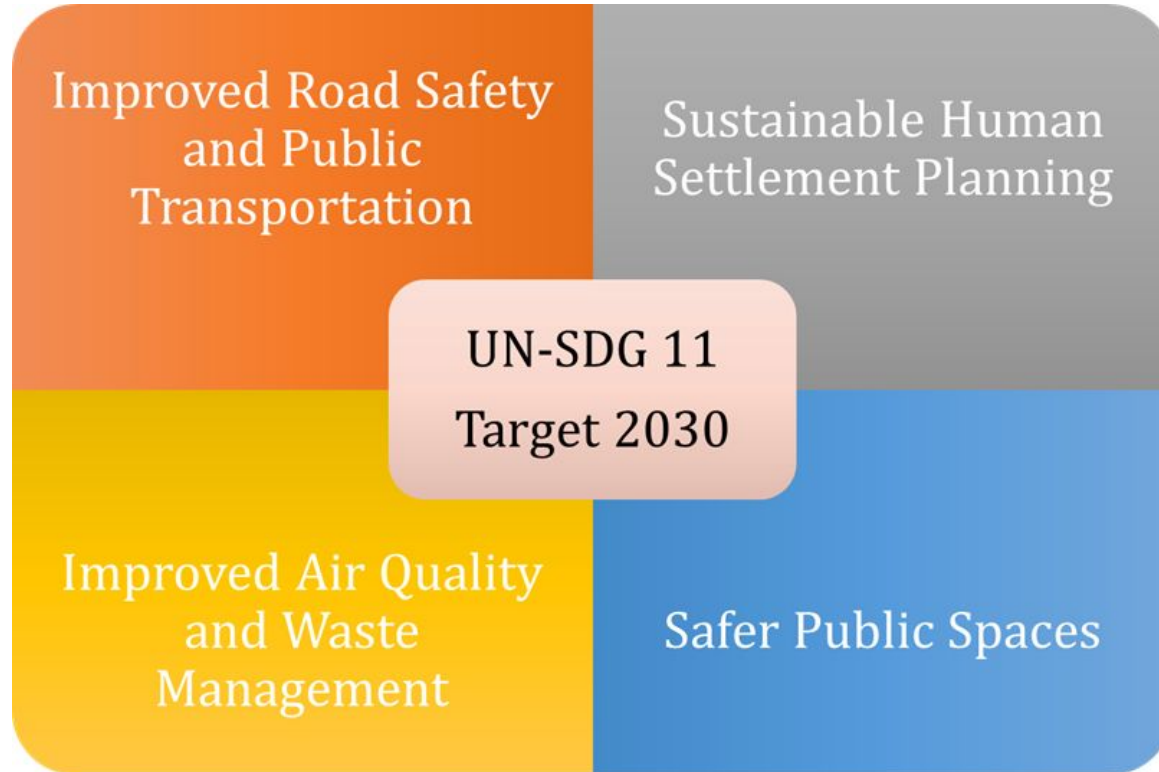 Improved Road Safety
and Public
Transportation
Sustainable Human
Settlement Planning
UN-SDG 11
Target 2030
Improved Air Quality
and Waste
Management
Safer Public Spaces